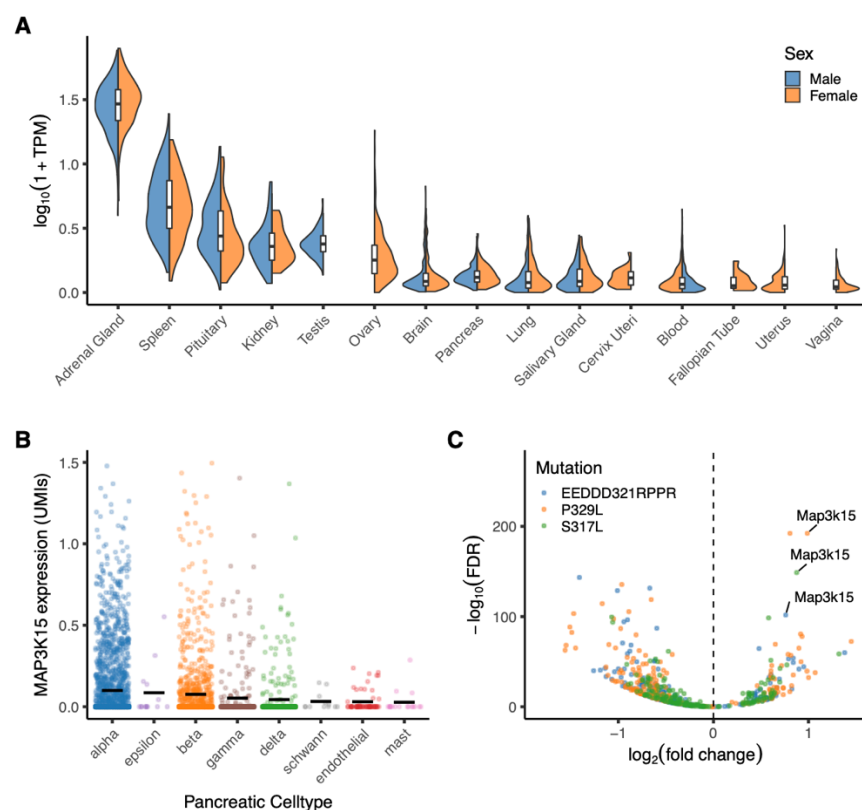 A
Sex
Male
Female
log10(1 + TPM)
1.5
1.0
0.5
0.0
Adrenal Gland
Spleen
Pituitary
Kidney
Testis
Ovary
Brain
Pancreas
Lung
Salivary Gland
Cervix Uteri
Blood
Fallopian Tube
Uterus
Vagina
B
MAP3K15 expression (UMIs)
1.5
1.0
0.5
0.0
alpha
epsilon
beta
gamma
delta
schwann
endothelial
mast
Pancreatic Celltype
C
Mutation
EEDDD321RPPR
P329L
S317L
Map3k15
Map3k15
Map3k15
−log10(FDR)
200
100
0
−1
0
1
log2(fold change)